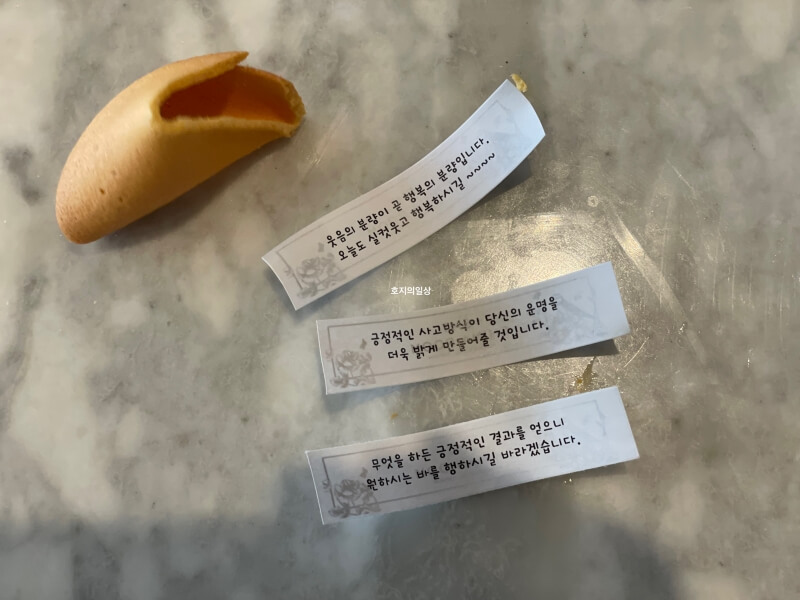 웃음의 분량이 곧 행복의 분량입니다.
오늘도 실컷웃고 행복하시길 ~~~~
호지의일상
긍정적인 사고방식이 당신의 운명을
더욱 밝게 만들어줄 것입니다.
무엇을 하든 긍정적인 결과를 얻으니
원하시는 바를 행하시길 바라겠습니다.